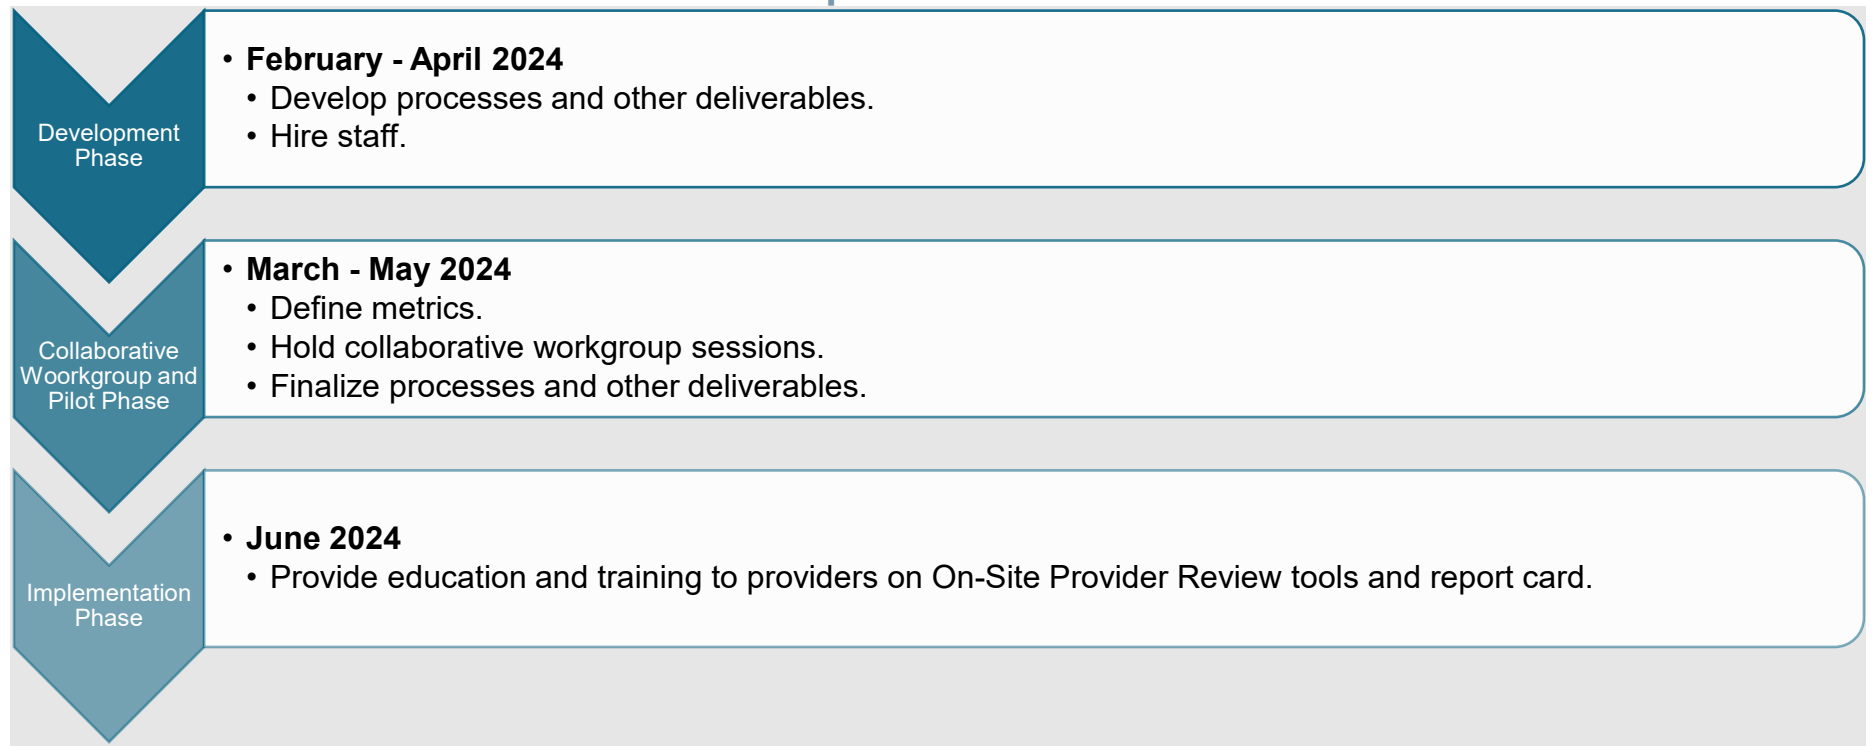 Development
Phase
• February - April 2024
• Develop processes and other deliverables.
• Hire staff.
Collaborative
Woorkgroup and
Pilot Phase
• March - May 2024
• Define metrics.
• Hold collaborative workgroup sessions.
• Finalize processes and other deliverables.
Implementation
Phase
• June 2024
• Provide education and training to providers on On-Site Provider Review tools and report card.